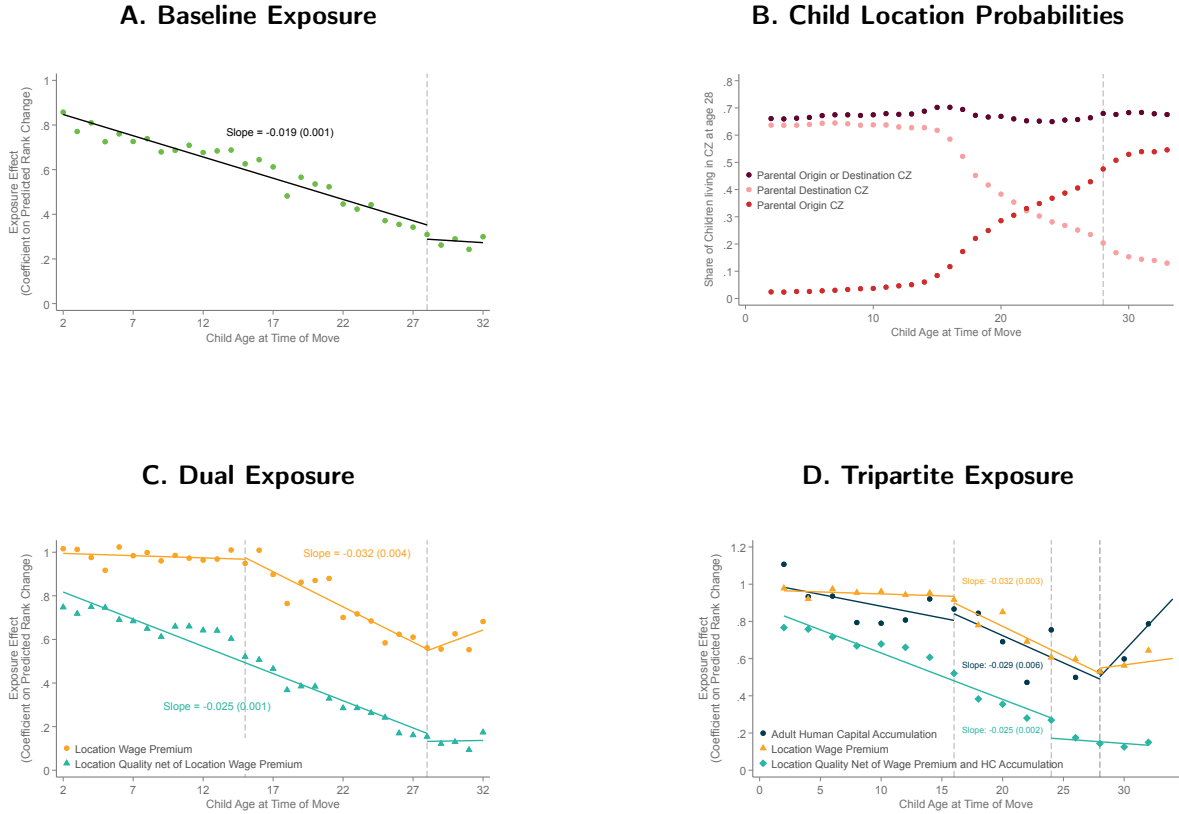 A. Baseline Exposure
Exposure Effect
(Coefficient on Predicted Rank Change)
1
.8
.6
.4
.2
0
Slope = -0.019 (0.001)
2 7 12 17 22 27 32
Child Age at Time of Move
B. Child Location Probabilities
Share of Children living in CZ at age 28
.8
.7
.6
.5
.4
.3
.2
.1
0
Parental Origin or Destination CZ
Parental Destination CZ
Parental Origin CZ
0 10 20 30
Child Age at Time of Move
C. Dual Exposure
Exposure Effect
(Coefficient on Predicted Rank Change)
1
.8
.6
.4
.2
0
Slope = -0.032 (0.004)
Slope = -0.025 (0.001)
Location Wage Premium
Location Quality net of Location Wage Premium
2 7 12 17 22 27 32
Child Age at Time of Move
D. Tripartite Exposure
Exposure Effect
(Coefficient on Predicted Rank Change)
1.2
1
.8
.6
.4
.2
0
Slope: -0.032 (0.003)
Slope: -0.029 (0.006)
Slope: -0.025 (0.002)
Adult Human Capital Accumulation
Location Wage Premium
Location Quality Net of Wage Premium and HC Accumulation
0 5 10 15 20 25 30
Child Age at Time of Move